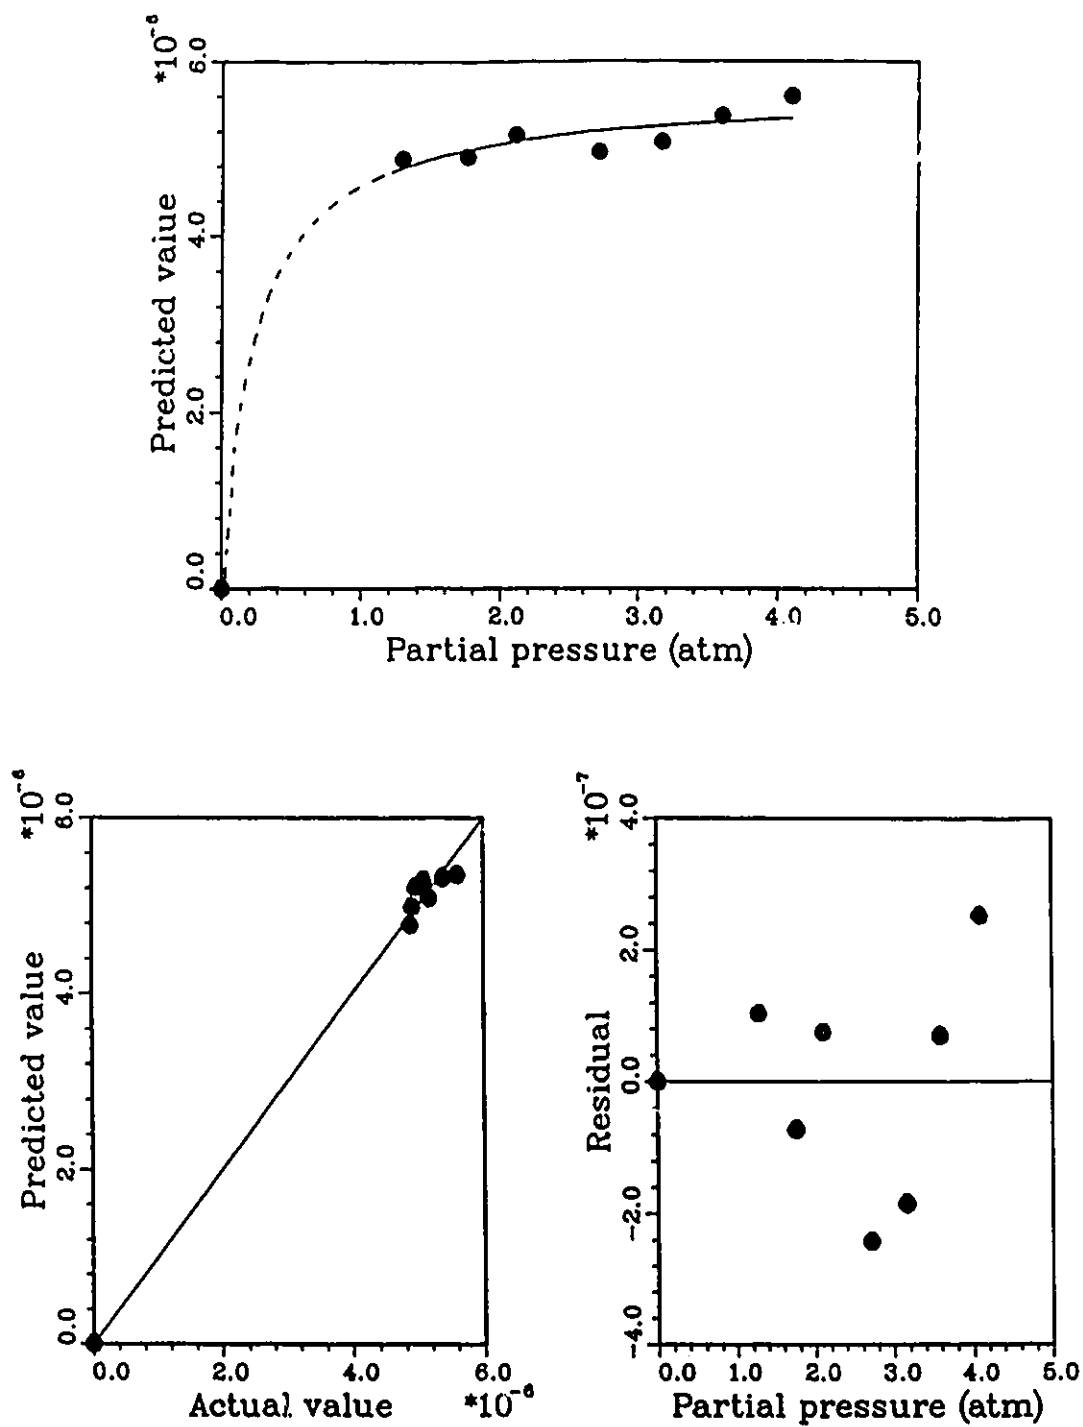 *10⁻⁶
6.0
4.0
2.0
0.0
Predicted value
0.0 1.0 2.0 3.0 4.0 5.0
Partial pressure (atm)
*10⁻⁶
6.0
4.0
2.0
0.0
Predicted value
0.0 2.0 4.0 6.0
Actual value *10⁻⁶
*10⁻⁷
4.0
2.0
0.0
−2.0
−4.0
Residual
0.0 1.0 2.0 3.0 4.0 5.0
Partial pressure (atm)